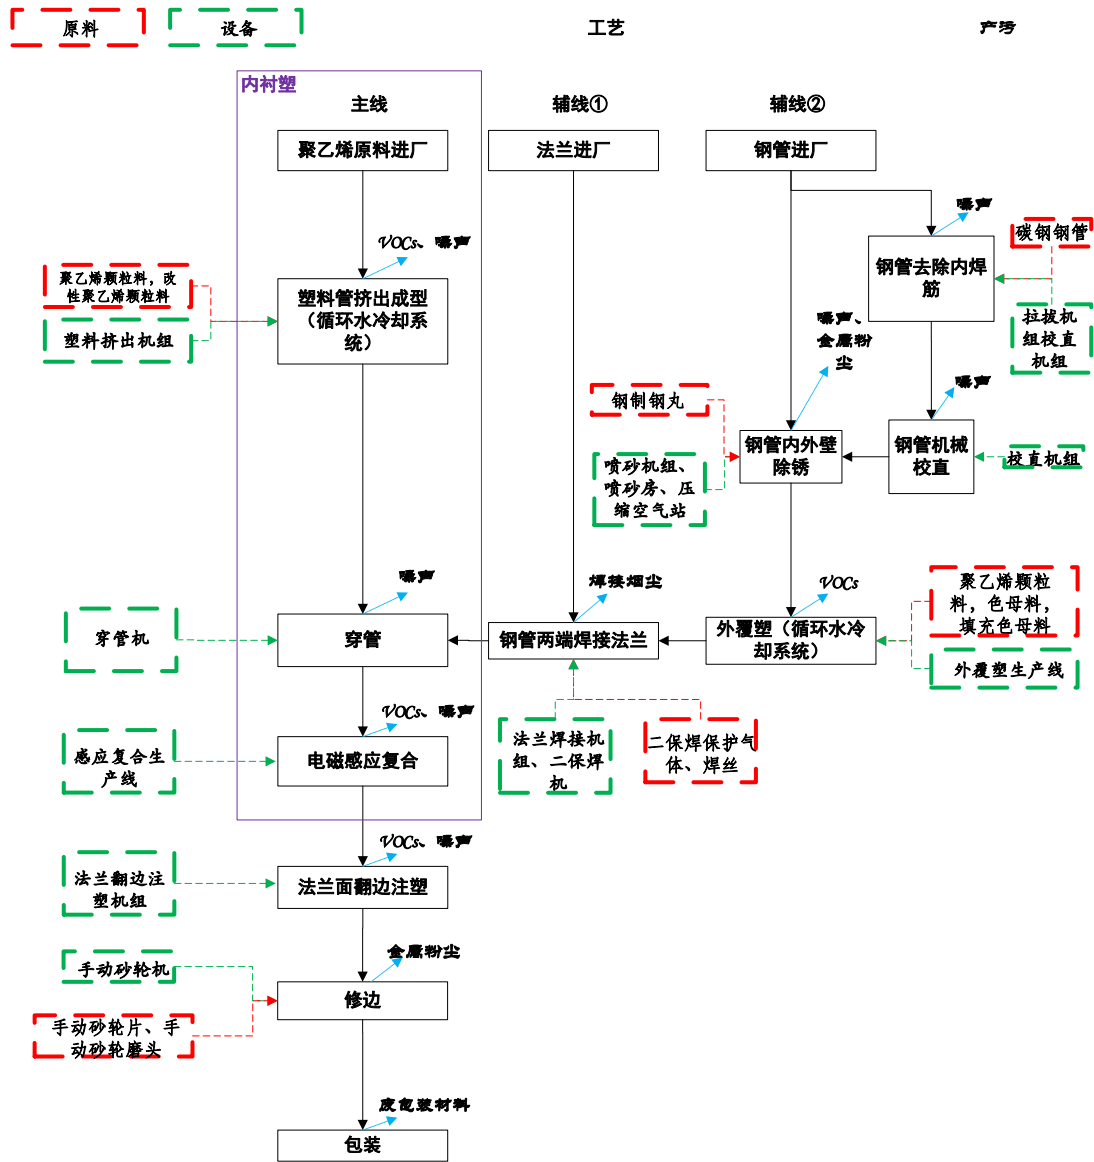 原料
设备
工艺
产污
内衬塑
主线
辅线①
辅线②
聚乙烯原料进厂
法兰进厂
钢管进厂
VOCs、噪声
噪声
碳钢钢管
聚乙烯颗粒料，改
性聚乙烯颗粒料
塑料挤出机组
塑料管挤出成型
（循环水冷却系
统）
钢管去除内焊
筋
拉拔机
组校直
机组
噪声、
金属粉
尘
噪声
钢制钢丸
喷砂机组、
喷砂房、压
缩空气站
钢管内外壁
除锈
钢管机械
校直
校直机组
噪声
焊接烟尘
VOCs
聚乙烯颗粒
料，色母料，
填充色母料
外覆塑生产线
穿管机
穿管
钢管两端焊接法兰
外覆塑（循环水冷
却系统）
VOCs、噪声
感应复合生
产线
电磁感应复合
法兰焊接机
组、二保焊
机
二保焊保护气
体、焊丝
VOCs、噪声
法兰翻边注
塑机组
法兰面翻边注塑
金属粉尘
手动砂轮机
修边
手动砂轮片、手
动砂轮磨头
废包装材料
包装